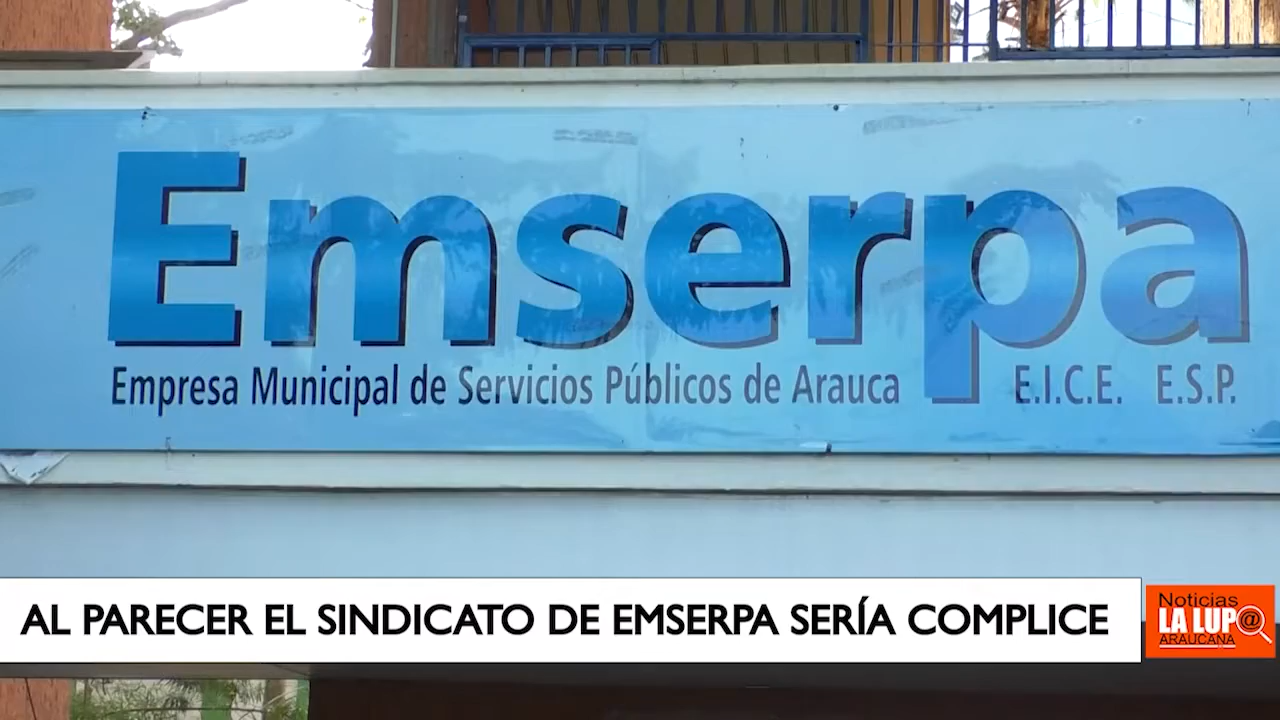 Emserpa
Empresa Municipal de Servicios Públicos de Arauca E.I.C.E. E.S.P.
AL PARECER EL SINDICATO DE EMSERPA SERÍA COMPLICE
Noticias
LA LUP@
ARAUCANA